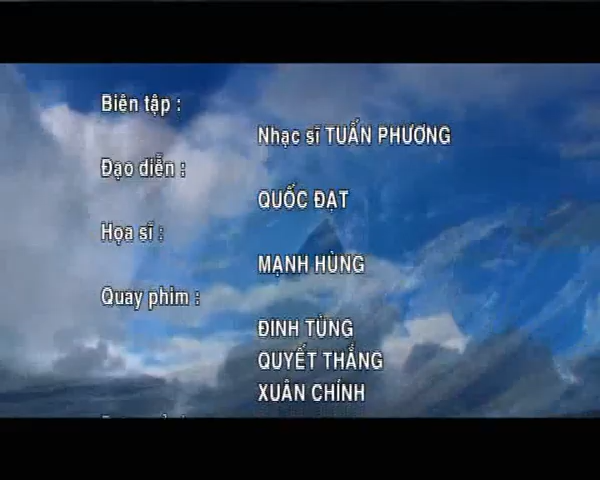 Biên tập :
Nhạc sĩ TUẤN PHƯƠNG
Đạo diễn :
QUỐC ĐẠT
Họa sĩ :
MẠNH HÙNG
Quay phim :
ĐINH TÙNG
QUYẾT THẮNG
XUÂN CHÍNH